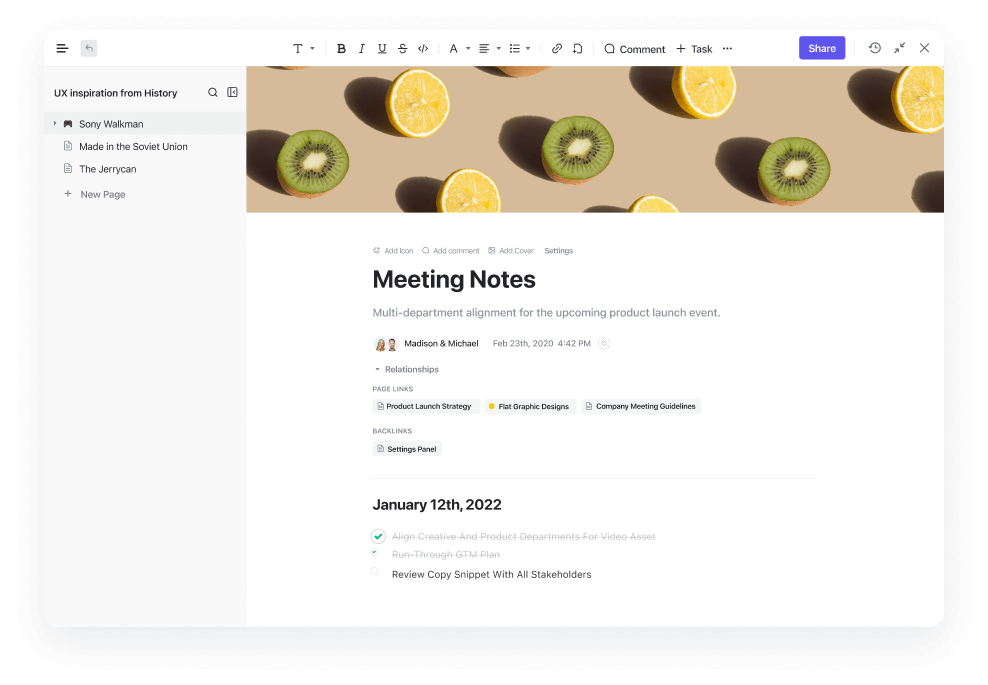 T B I U S </> A Comment + Task ... Share
UX inspiration from History
Sony Walkman
Made in the Soviet Union
The Jerrycan
+ New Page
Add Icon Add comment Add Cover Settings
Meeting Notes
Multi-department alignment for the upcoming product launch event.
Madison & Michael Feb 23th, 2020 4:42 PM
Relationships
PAGE LINKS
Product Launch Strategy Flat Graphic Designs Company Meeting Guidelines
BACKLINKS
Settings Panel
January 12th, 2022
Align Creative And Product Departments For Video Asset
Run-Through GTM Plan
Review Copy Snippet With All Stakeholders